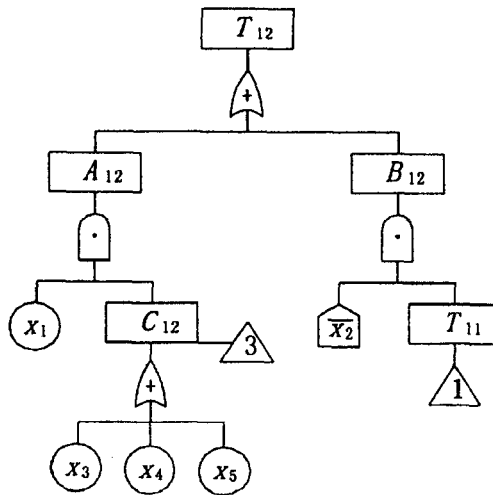 T₁₂
+
A₁₂ B₁₂
· ·
x₁ C₁₂ 3 x̅₂ T₁₁
+ 1
x₃ x₄ x₅